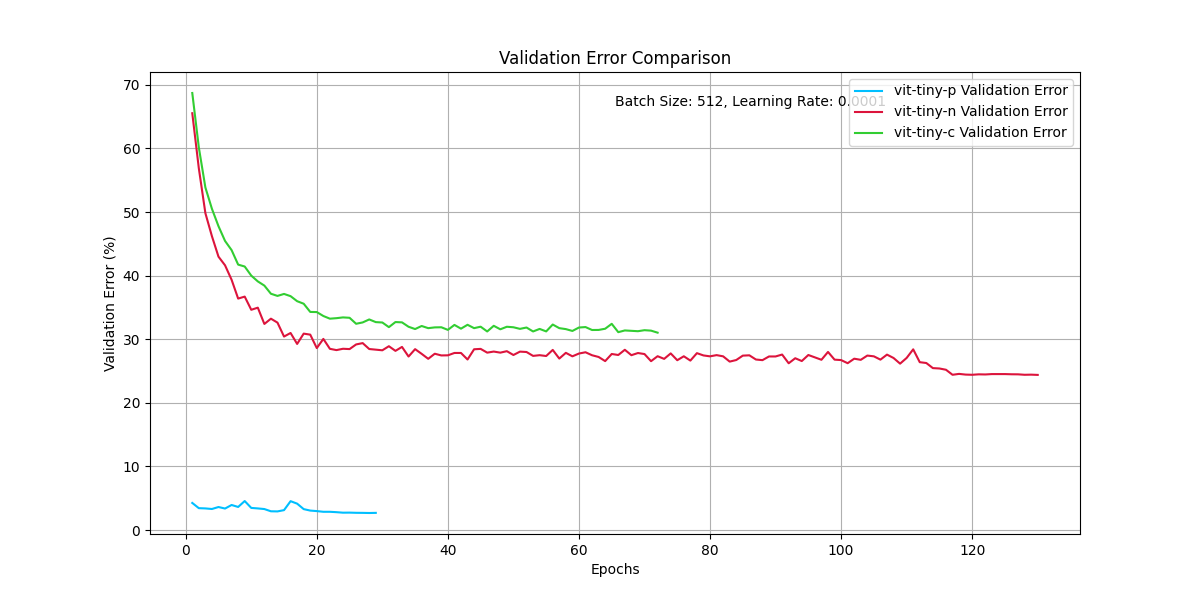 Validation Error Comparison
Batch Size: 512, Learning Rate: 0.0001
vit-tiny-p Validation Error
vit-tiny-n Validation Error
vit-tiny-c Validation Error
Validation Error (%)
70
60
50
40
30
20
10
0
0 20 40 60 80 100 120
Epochs